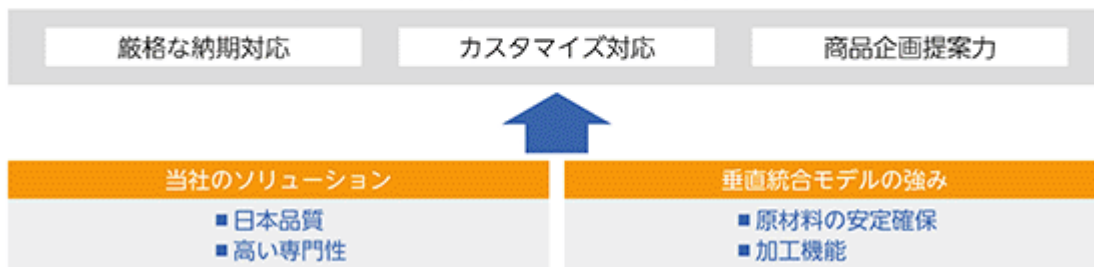 厳格な納期対応
カスタマイズ対応
商品企画提案力
当社のソリューション
■日本品質
■高い専門性
垂直統合モデルの強み
■原材料の安定確保
■加工機能